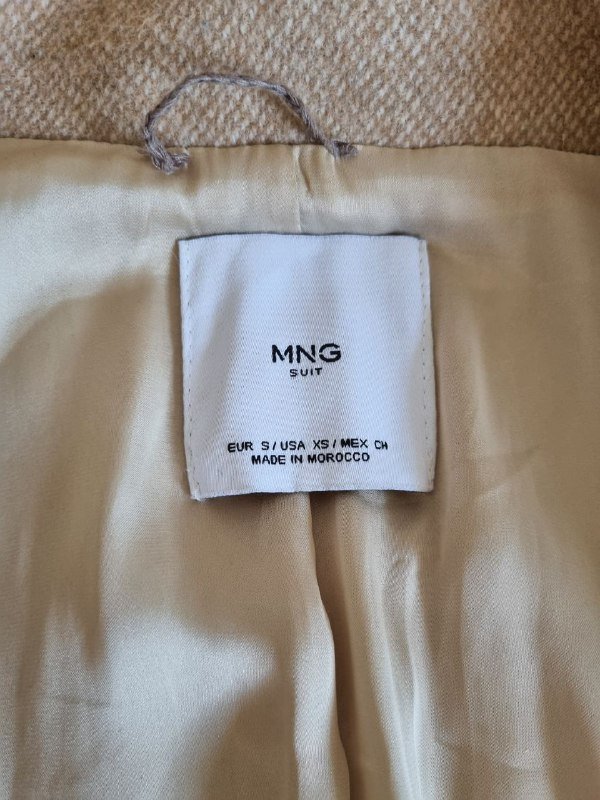 MNG
SUIT
EUR S / USA XS / MEX CH
MADE IN MOROCCO